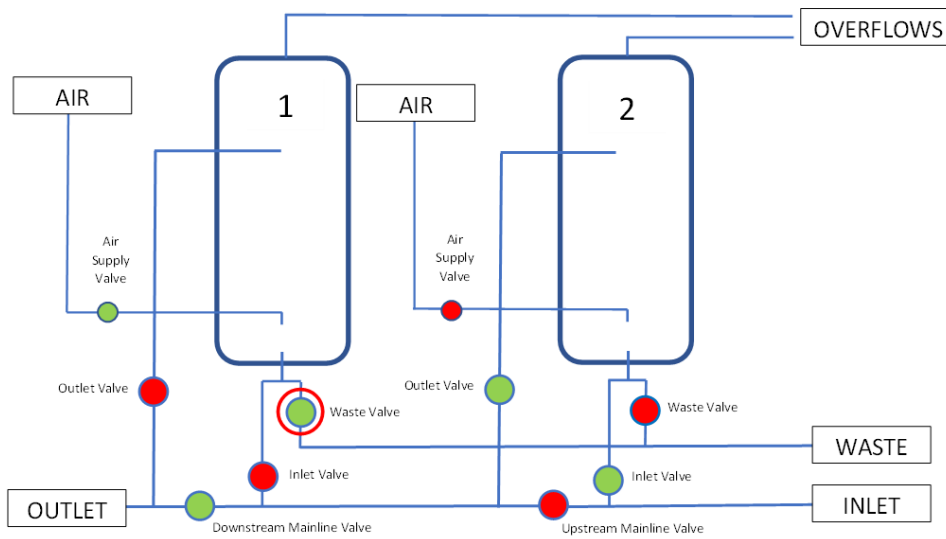 OVERFLOWS
AIR
1
AIR
2
Air
Supply
Valve
Air
Supply
Valve
Outlet Valve
Waste Valve
Outlet Valve
Waste Valve
WASTE
Inlet Valve
Inlet Valve
OUTLET
Downstream Mainline Valve
Upstream Mainline Valve
INLET